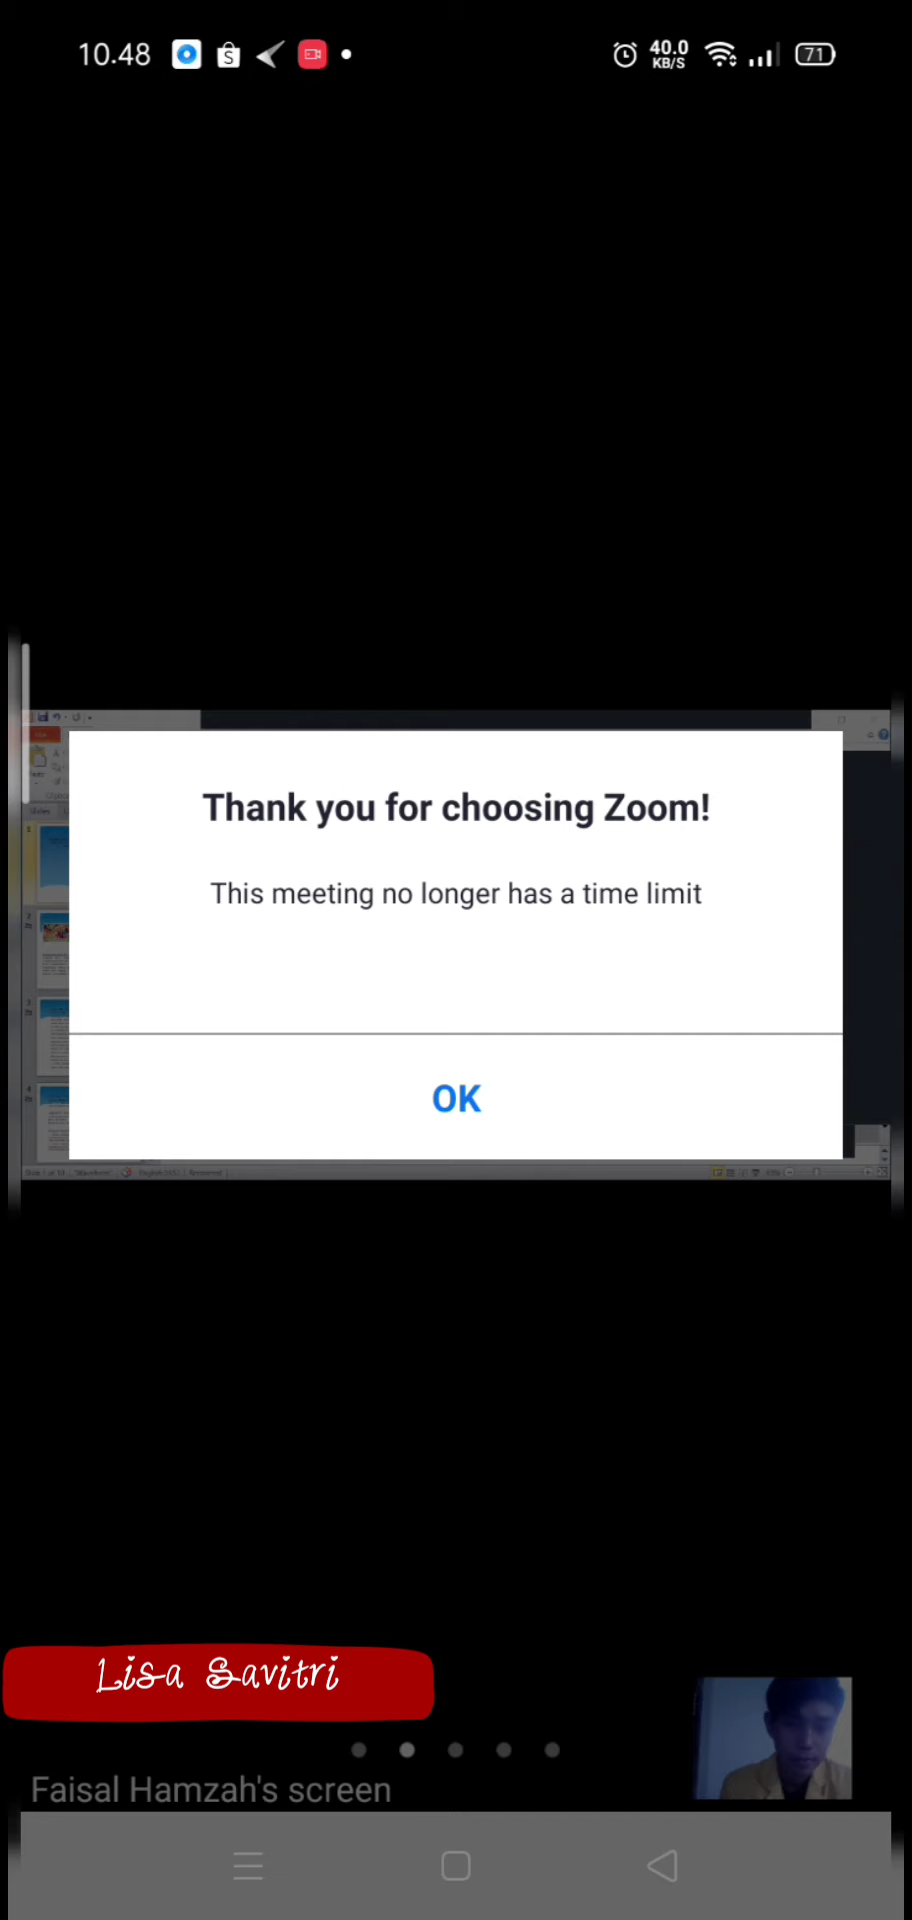 10.48
40.0
KB/S
71
Thank you for choosing Zoom!
This meeting no longer has a time limit
OK
Lisa Savitri
Faisal Hamzah's screen